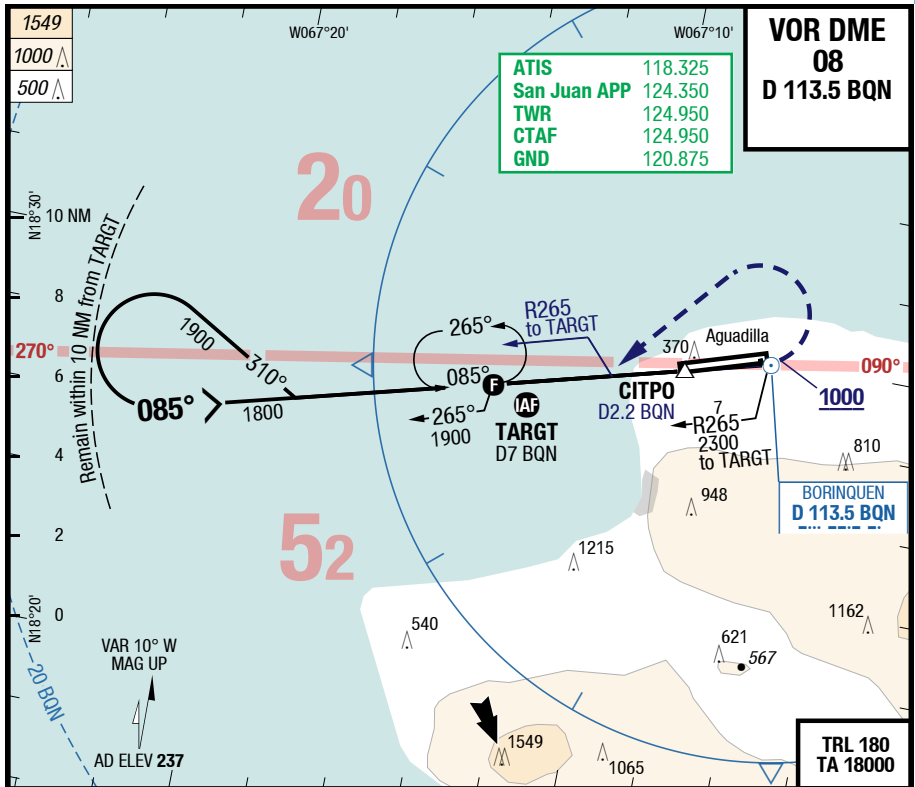 1549
1000
500
W067°20'
W067°10'
VOR DME
08
D 113.5 BQN
ATIS 118.325
San Juan APP 124.350
TWR 124.950
CTAF 124.950
GND 120.875
20
N18°30'
10 NM
8
6
4
2
0
N18°20'
Remain within 10 NM from TARGT
1900
310°
270°
085°
1800
265°
085°
F
265°
1900
IAF
TARGT
D7 BQN
R265
to TARGT
370
Aguadilla
090°
CITPO
D2.2 BQN
1000
7
R265
2300
to TARGT
810
948
BORINQUEN
D 113.5 BQN
52
1215
540
1162
621
567
VAR 10° W
MAG UP
20 BQN
AD ELEV 237
1549
1065
TRL 180
TA 18000